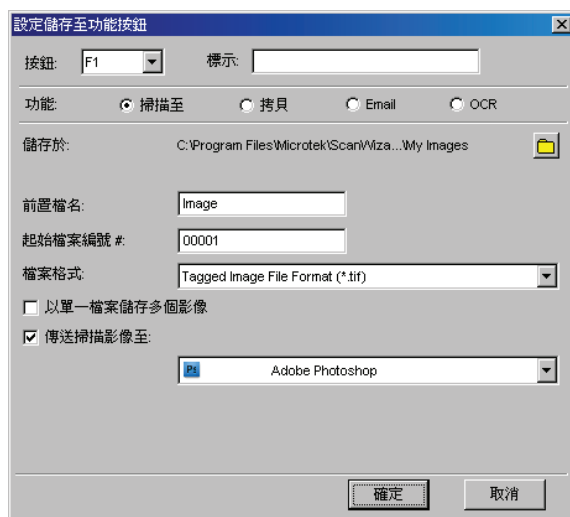 設定儲存至功能按鈕
按鈕: F1 標示:
功能: 掃描至 拷貝 Email OCR
儲存於: C:\Program Files\Microtek\ScanWiza...\My Images
前置檔名: Image
起始檔案編號 #: 00001
檔案格式: Tagged Image File Format (*.tif)
以單一檔案儲存多個影像
傳送掃描影像至:
Ps Adobe Photoshop
確定 取消